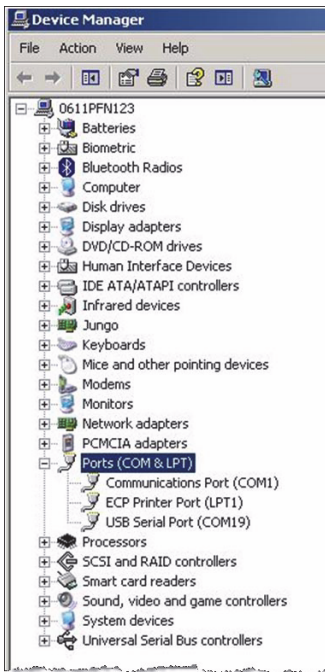 Device Manager
File Action View Help
0611PFN123
Batteries
Biometric
Bluetooth Radios
Computer
Disk drives
Display adapters
DVD/CD-ROM drives
Human Interface Devices
IDE ATA/ATAPI controllers
Infrared devices
Jungo
Keyboards
Mice and other pointing devices
Modems
Monitors
Network adapters
PCMCIA adapters
Ports (COM & LPT)
Communications Port (COM1)
ECP Printer Port (LPT1)
USB Serial Port (COM19)
Processors
SCSI and RAID controllers
Smart card readers
Sound, video and game controllers
System devices
Universal Serial Bus controllers